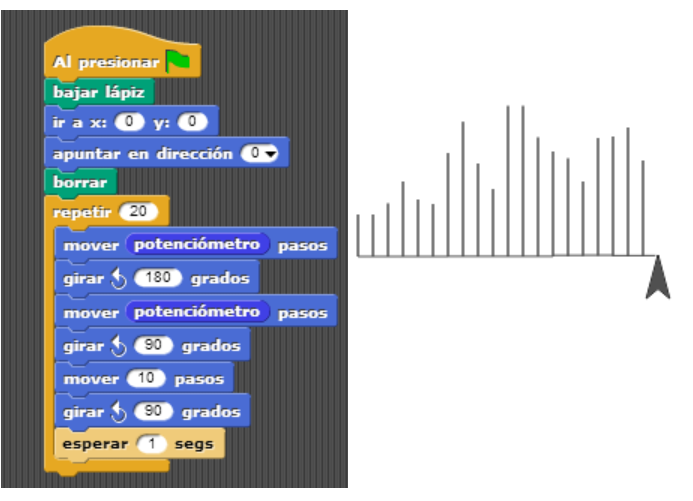 Al presionar
bajar lápiz
ir a x: 0 y: 0
apuntar en dirección 0
borrar
repetir 20
mover potenciómetro pasos
girar 180 grados
mover potenciómetro pasos
girar 90 grados
mover 10 pasos
girar 90 grados
esperar 1 segs